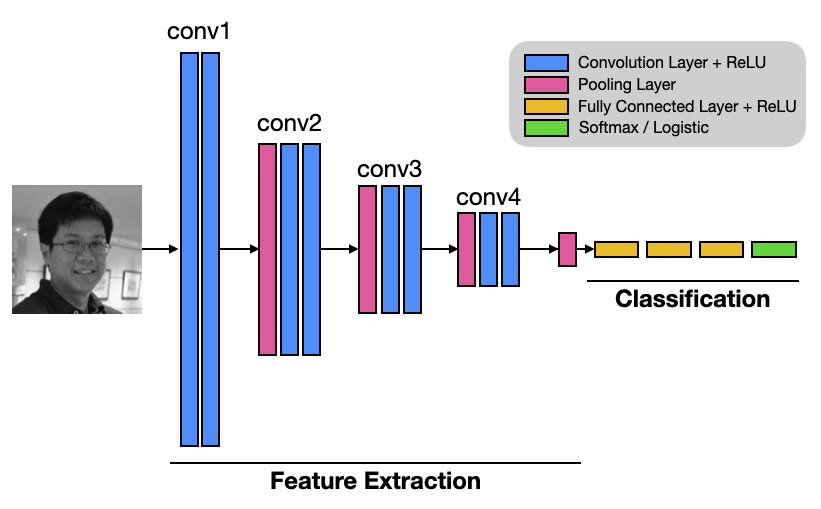 conv1
conv2
conv3
conv4
Convolution Layer + ReLU
Pooling Layer
Fully Connected Layer + ReLU
Softmax / Logistic
Classification
Feature Extraction